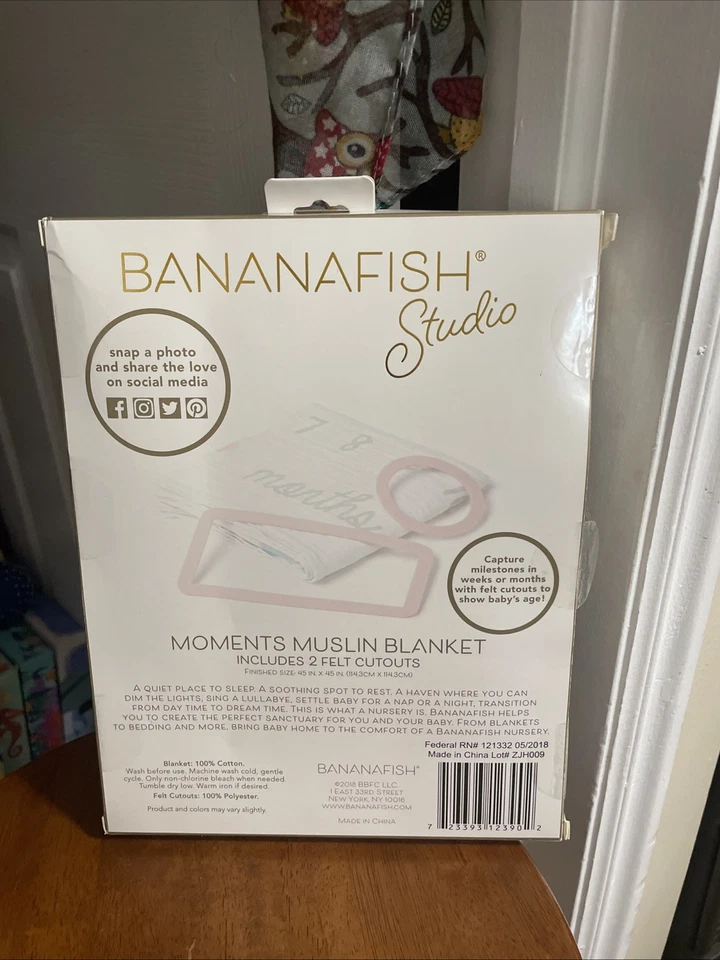 BANANAFISH®
Studio
snap a photo
and share the love
on social media
7 8
months
Capture
milestones in
weeks or months
with felt cutouts to
show baby's age!
MOMENTS MUSLIN BLANKET
INCLUDES 2 FELT CUTOUTS
FINISHED SIZE: 45 IN. X 45 IN. (114.3CM X 114.3CM)
A QUIET PLACE TO SLEEP. A SOOTHING SPOT TO REST. A HAVEN WHERE YOU CAN
DIM THE LIGHTS, SING A LULLABYE, SETTLE BABY FOR A NAP OR A NIGHT, TRANSITION
FROM DAY TIME TO DREAM TIME. THIS IS WHAT A NURSERY IS. BANANAFISH HELPS
YOU TO CREATE THE PERFECT SANCTUARY FOR YOU AND YOUR BABY. FROM BLANKETS
TO BEDDING AND MORE, BRING BABY HOME TO THE COMFORT OF A BANANAFISH NURSERY.
Federal RN# 121332 05/2018
Made in China Lot# ZJH009
Blanket: 100% Cotton.
Wash before use. Machine wash cold, gentle
cycle. Only non-chlorine bleach when needed.
Tumble dry low. Warm iron if desired.
Felt Cutouts: 100% Polyester.
Product and colors may vary slightly.
BANANAFISH®
©2018 BBFC LLC
1 EAST 33RD STREET
NEW YORK, NY 10016
WWW.BANANAFISH.COM
MADE IN CHINA
7 23393 12390 2